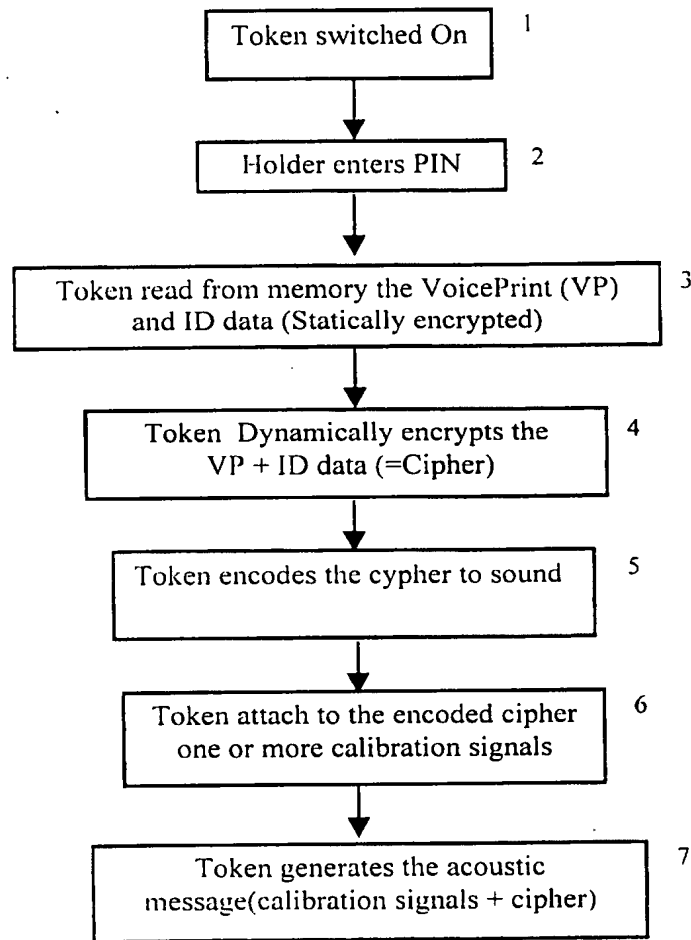 Token switched On
1
Holder enters PIN
2
Token read from memory the VoicePrint (VP)
and ID data (Statically encrypted)
3
Token Dynamically encrypts the
VP + ID data (=Cipher)
4
Token encodes the cypher to sound
5
Token attach to the encoded cipher
one or more calibration signals
6
Token generates the acoustic
message(calibration signals + cipher)
7